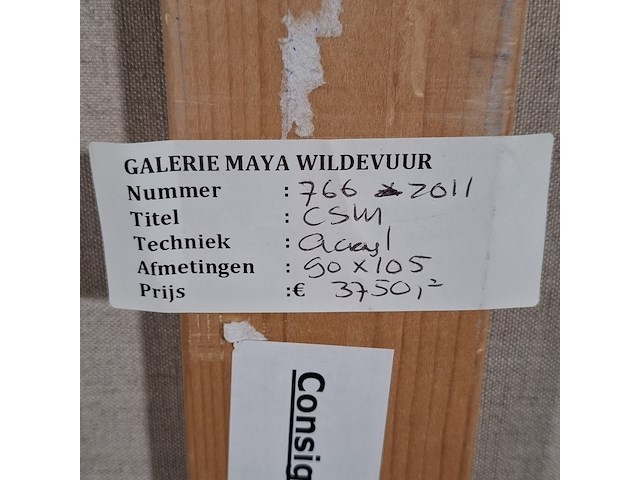 GALERIE MAYA WILDEVUUR
Nummer : 766 2011
Titel : CSM
Techniek : acryl
Afmetingen : 90 x 105
Prijs :€ 3750,-
Consig